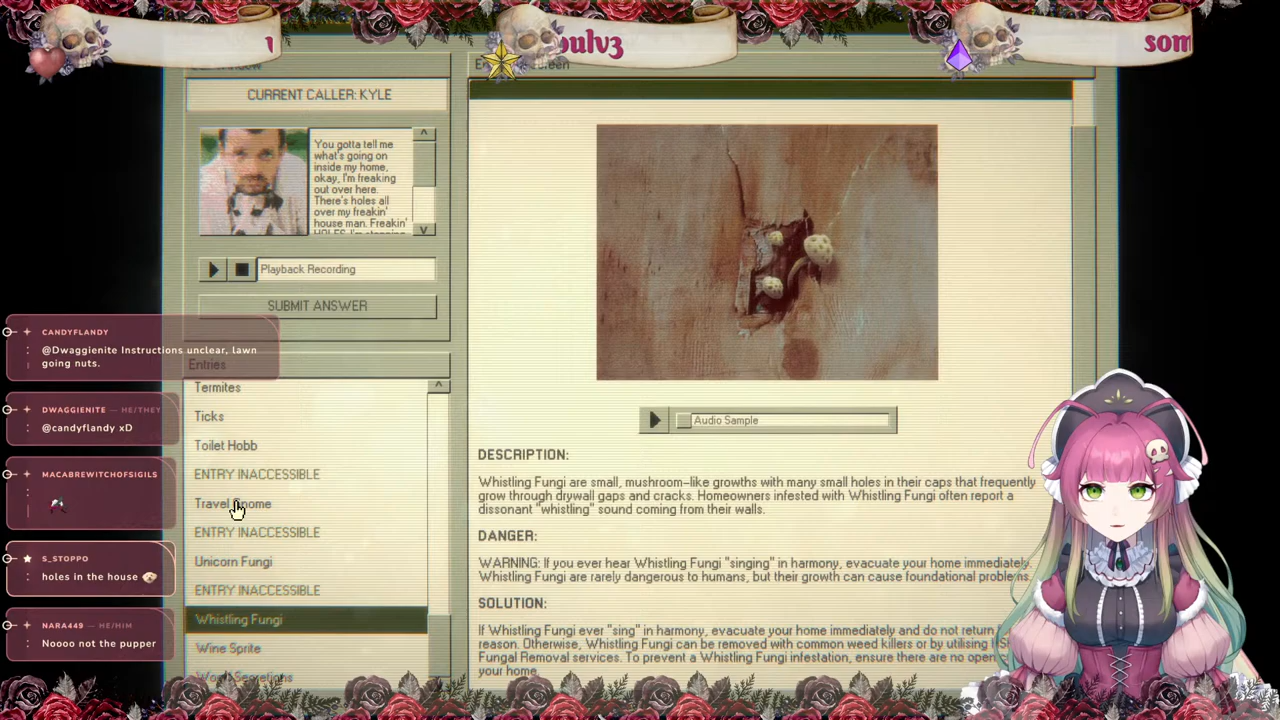 oulv3
som
CURRENT CALLER: KYLE
You gotta tell me
what's going on
inside my home,
okay, I'm freaking
out over here.
There's holes all
over my freakin'
house man. Freakin'
Playback Recording
SUBMIT ANSWER
Entries
Termites
Ticks
Toilet Hobb
ENTRY INACCESSIBLE
Travel
ENTRY INACCESSIBLE
Unicorn Fungi
ENTRY INACCESSIBLE
Whistling Fungi
Wine Sprite
Audio Sample
DESCRIPTION:
Whistling Fungi are small, mushroom-like growths with many small holes in their caps that frequently
grow through drywall gaps and cracks. Homeowners infested with Whistling Fungi often report a
dissonant "whistling" sound coming from their walls.
DANGER:
WARNING: If you ever hear Whistling Fungi "singing" in harmony, evacuate your home immediately.
Whistling Fungi are rarely dangerous to humans, but their growth can cause foundational problems.
SOLUTION:
If Whistling Fungi ever "sing" in harmony, evacuate your home immediately and do not return
reason. Otherwise, Whistling Fungi can be removed with common weed killers or by utilising
Fungal Removal services. To prevent a Whistling Fungi infestation, ensure there are no open
your home.
CANDYFLANDY
@Dwaggienite Instructions unclear, lawn
going nuts.
DWAGGIENITE — HE/THEY
@candyflandy xD
MACABREWITCHOFSIGILS
S_STOPPO
holes in the house
NARA449 — HE/HIM
Noooo not the pupper